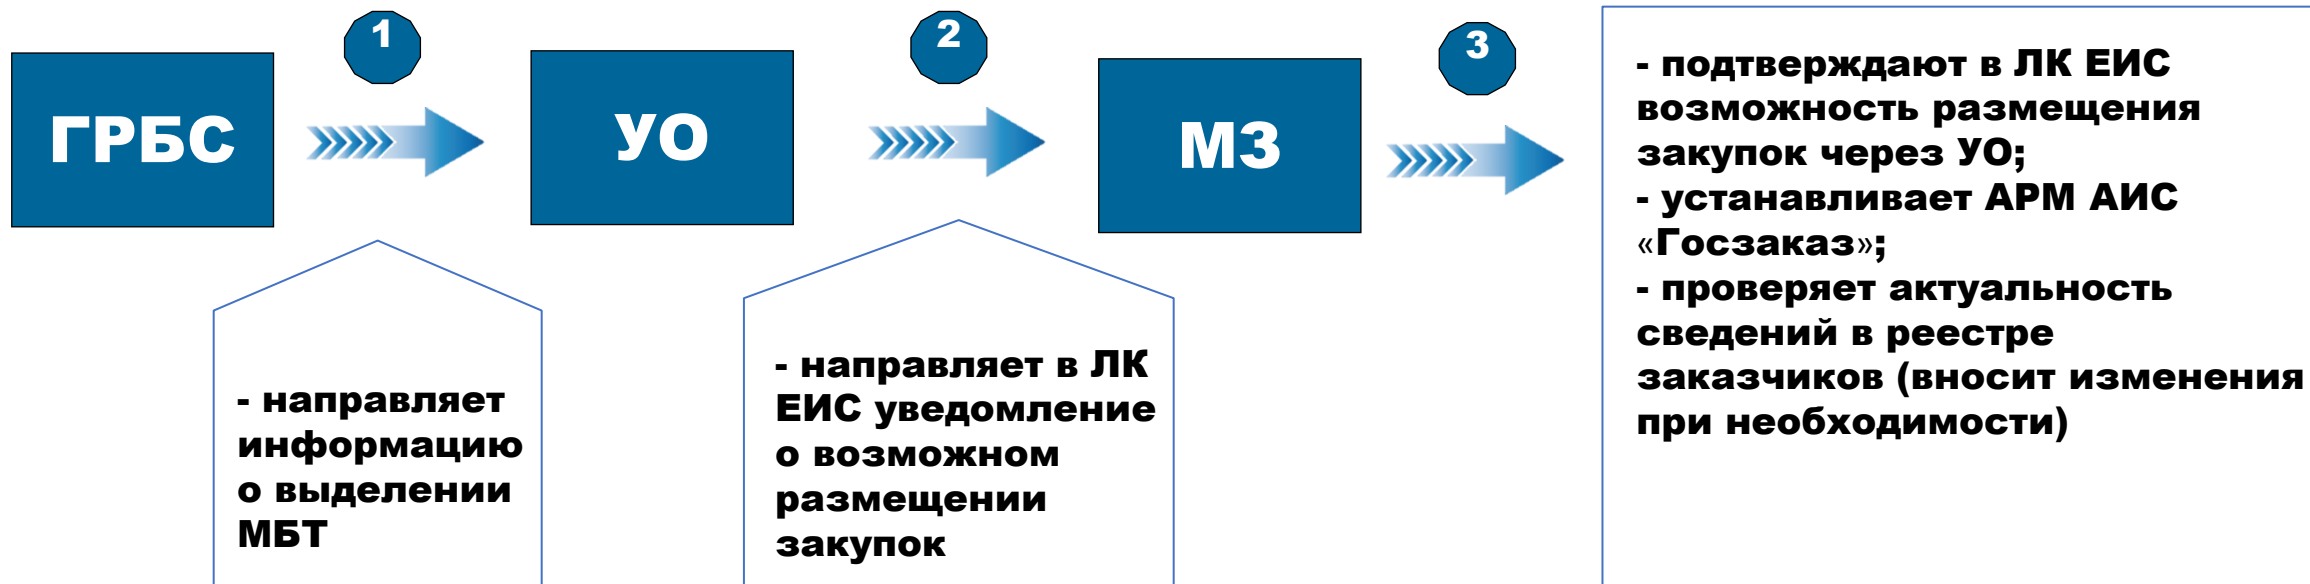 1
2
3
ГРБС
УО
МЗ
- направляет
информацию
о выделении
МБТ
- направляет в ЛК
ЕИС уведомление
о возможном
размещении
закупок
- подтверждают в ЛК ЕИС
возможность размещения
закупок через УО;
- устанавливает АРМ АИС
«Госзаказ»;
- проверяет актуальность
сведений в реестре
заказчиков (вносит изменения
при необходимости)